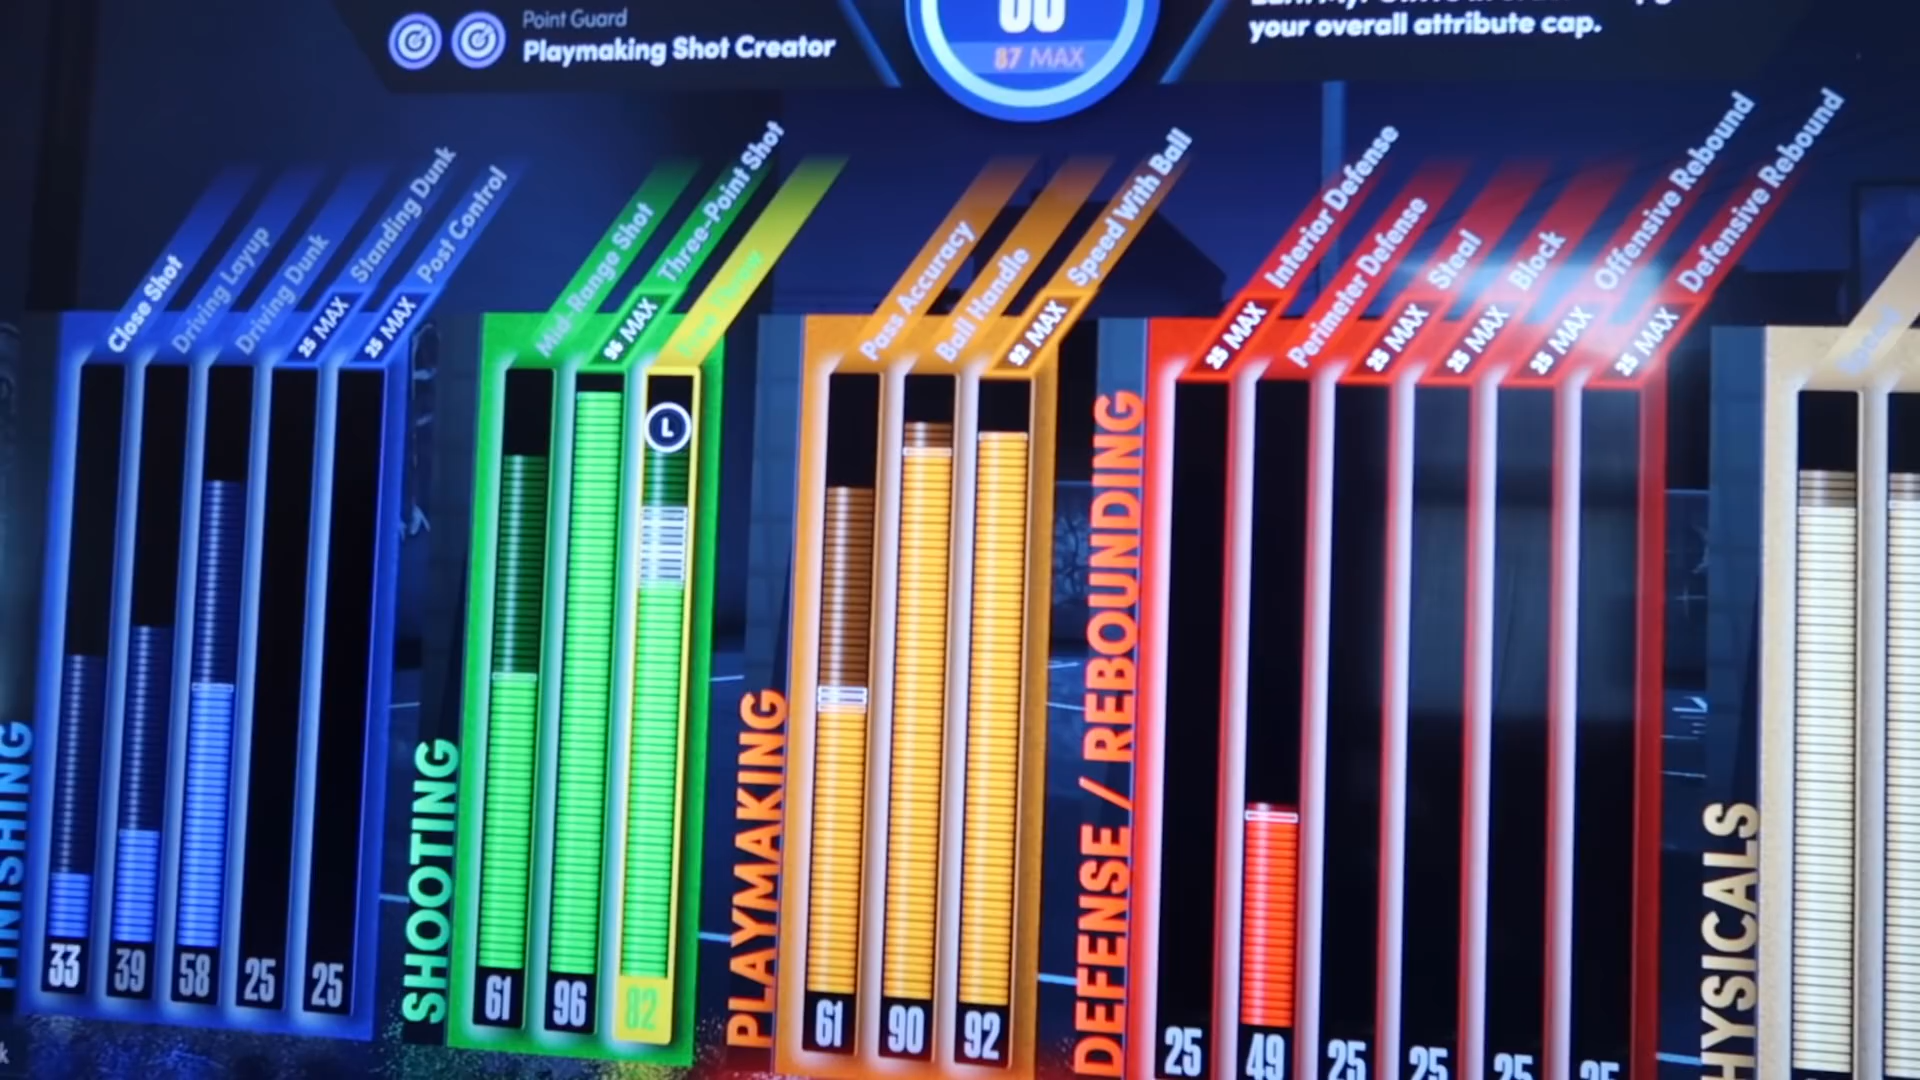 Point Guard
Playmaking Shot Creator
87 MAX
your overall attribute cap.
Close Shot
Driving Layup
Driving Dunk
Standing Dunk
25 MAX
Post Control
25 MAX
Mid-Range Shot
Three-Point Shot
96 MAX
L
Pass Accuracy
Ball Handle
Speed With Ball
92 MAX
Interior Defense
25 MAX
Perimeter Defense
Steal
25 MAX
Block
25 MAX
Offensive Rebound
25 MAX
Defensive Rebound
25 MAX
FINISHING
33
39
58
25
25
SHOOTING
61
96
82
PLAYMAKING
61
90
92
DEFENSE / REBOUNDING
25
49
25
25
25
25
HYSICALS